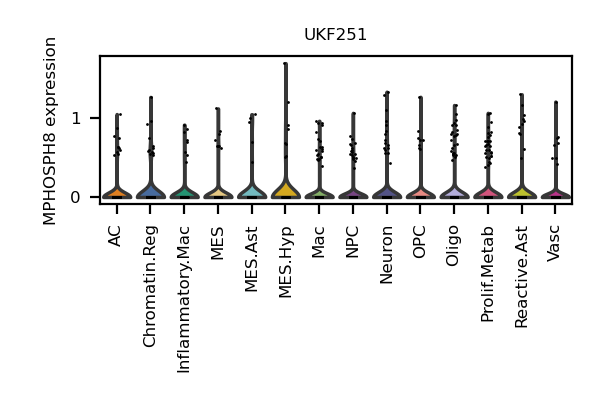 UKF251
MPHOSPH8 expression
1
0
AC
Chromatin.Reg
Inflammatory.Mac
MES
MES.Ast
MES.Hyp
Mac
NPC
Neuron
OPC
Oligo
Prolif.Metab
Reactive.Ast
Vasc